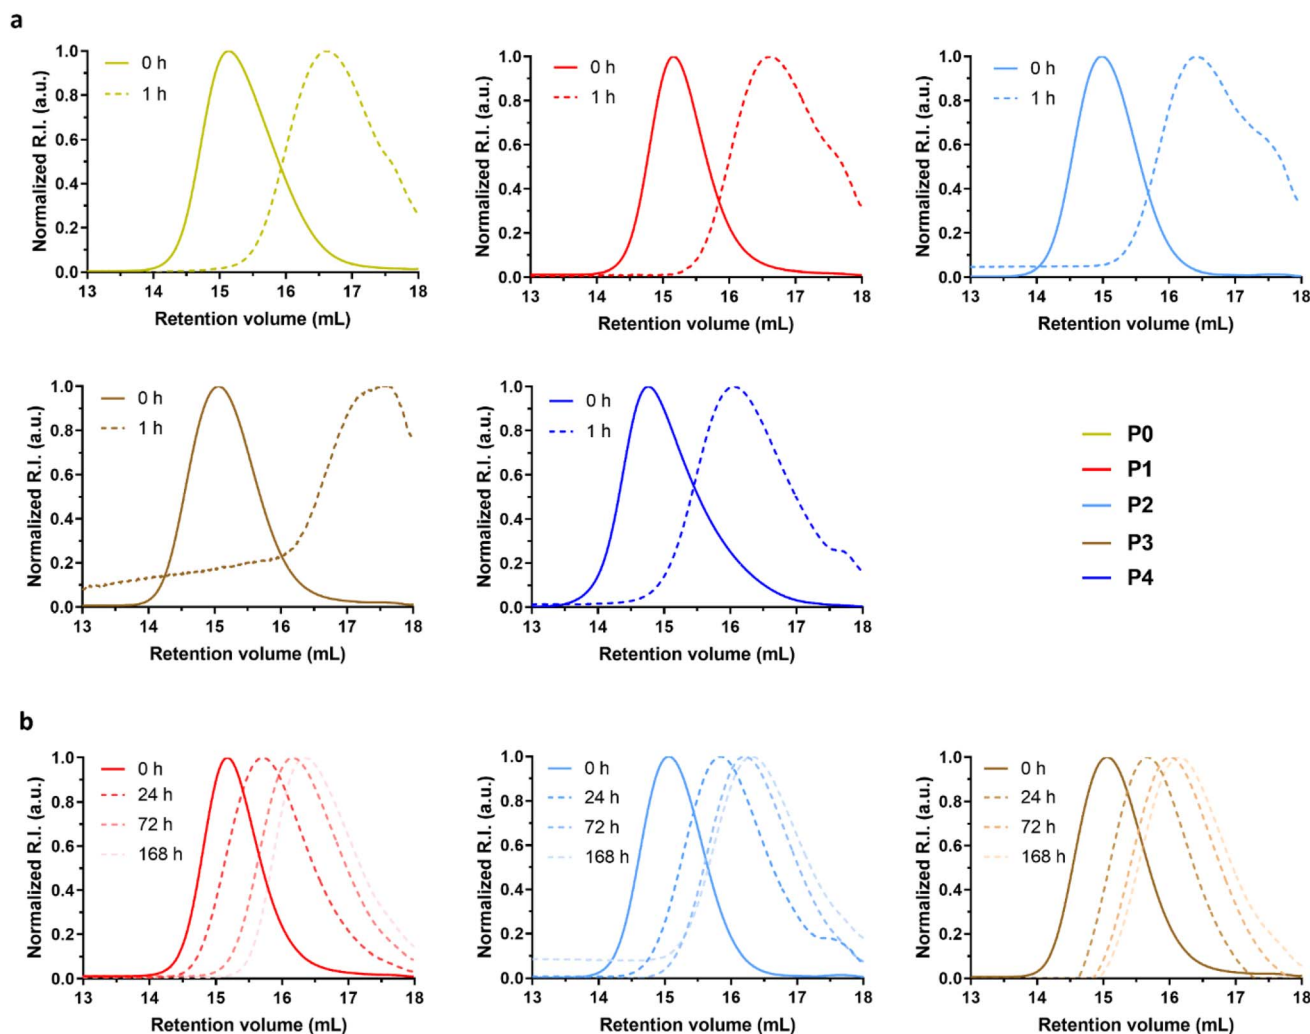 a
Normalized R.I. (a.u.)
1.0
0.8
0.6
0.4
0.2
0.0
0 h
1 h
13 14 15 16 17 18
Retention volume (mL)
Normalized R.I. (a.u.)
1.0
0.8
0.6
0.4
0.2
0.0
0 h
1 h
13 14 15 16 17 18
Retention volume (mL)
Normalized R.I. (a.u.)
1.0
0.8
0.6
0.4
0.2
0.0
0 h
1 h
13 14 15 16 17 18
Retention volume (mL)
Normalized R.I. (a.u.)
1.0
0.8
0.6
0.4
0.2
0.0
0 h
1 h
13 14 15 16 17 18
Retention volume (mL)
Normalized R.I. (a.u.)
1.0
0.8
0.6
0.4
0.2
0.0
0 h
1 h
13 14 15 16 17 18
Retention volume (mL)
P0
P1
P2
P3
P4
b
Normalized R.I. (a.u.)
1.0
0.8
0.6
0.4
0.2
0.0
0 h
24 h
72 h
168 h
13 14 15 16 17 18
Retention volume (mL)
Normalized R.I. (a.u.)
1.0
0.8
0.6
0.4
0.2
0.0
0 h
24 h
72 h
168 h
13 14 15 16 17 18
Retention volume (mL)
Normalized R.I. (a.u.)
1.0
0.8
0.6
0.4
0.2
0.0
0 h
24 h
72 h
168 h
13 14 15 16 17 18
Retention volume (mL)